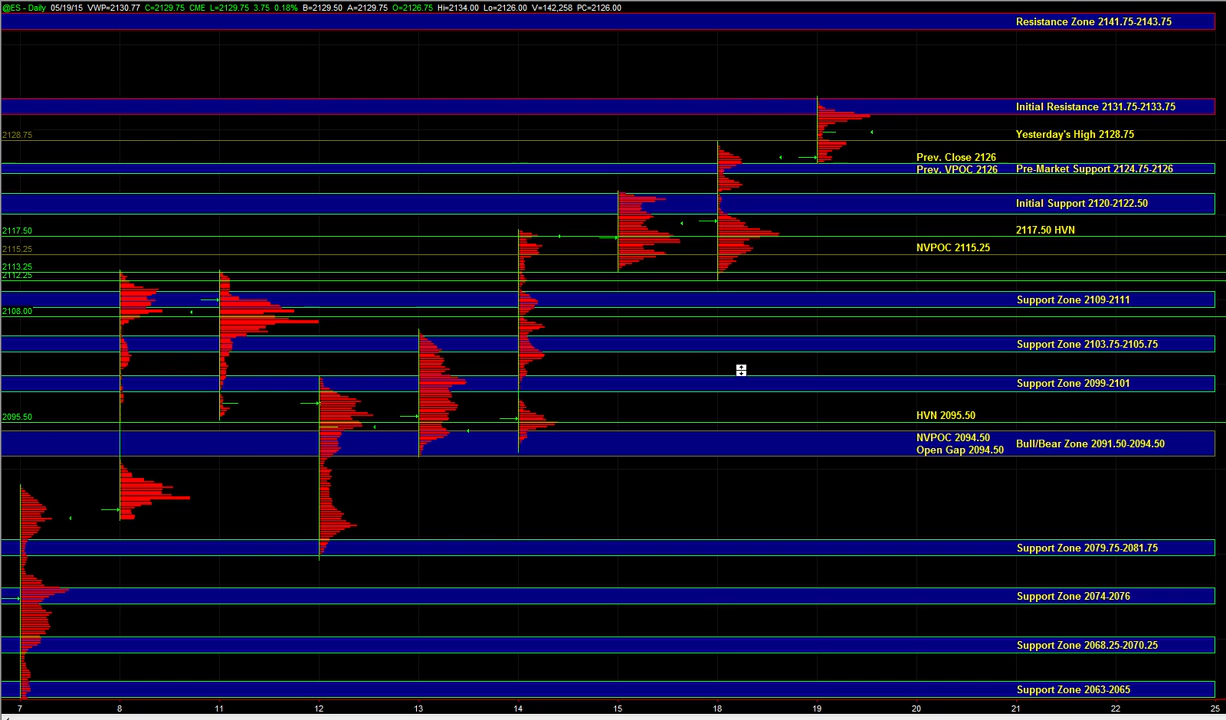 @ES - Daily 05/19/15 VWP=2130.77 C=2129.75 CME L=2129.75 3.75 0.18% B=2129.50 A=2129.75 O=2126.75 Hi=2134.00 Lo=2126.00 V=142,258 PC=2126.00
Resistance Zone 2141.75-2143.75
Initial Resistance 2131.75-2133.75
2128.75
Yesterday's High 2128.75
Prev. Close 2126
Prev. VPOC 2126
Pre-Market Support 2124.75-2126
Initial Support 2120-2122.50
2117.50
2117.50 HVN
2115.25
NVPOC 2115.25
2113.25
2112.25
Support Zone 2109-2111
2108.00
Support Zone 2103.75-2105.75
Support Zone 2099-2101
2095.50
HVN 2095.50
NVPOC 2094.50
Open Gap 2094.50
Bull/Bear Zone 2091.50-2094.50
Support Zone 2079.75-2081.75
Support Zone 2074-2076
Support Zone 2068.25-2070.25
Support Zone 2063-2065
7 8 11 12 13 14 15 18 19 20 21 22 25